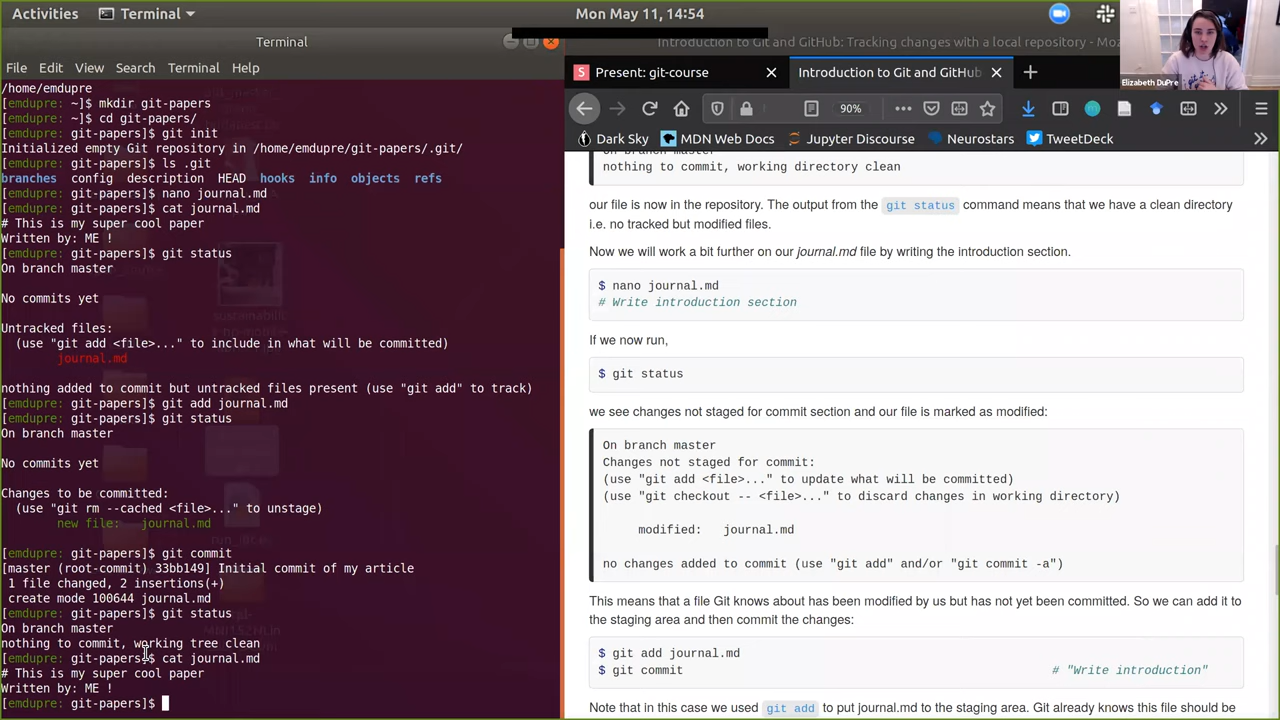 Activities
Terminal
Mon May 11, 14:54
Terminal
File Edit View Search Terminal Help
/home/emdupre
[emdupre: ~]$ mkdir git-papers
[emdupre: ~]$ cd git-papers/
[emdupre: git-papers]$ git init
Initialized empty Git repository in /home/emdupre/git-papers/.git/
[emdupre: git-papers]$ ls .git
branches config description HEAD hooks info objects refs
[emdupre: git-papers]$ nano journal.md
[emdupre: git-papers]$ cat journal.md
# This is my super cool paper
Written by: ME !
[emdupre: git-papers]$ git status
On branch master
No commits yet
Untracked files:
(use "git add <file>..." to include in what will be committed)
journal.md
nothing added to commit but untracked files present (use "git add" to track)
[emdupre: git-papers]$ git add journal.md
[emdupre: git-papers]$ git status
On branch master
No commits yet
Changes to be committed:
(use "git rm --cached <file>..." to unstage)
new file: journal.md
[emdupre: git-papers]$ git commit
[master (root-commit) 33bb149] Initial commit of my article
1 file changed, 2 insertions(+)
create mode 100644 journal.md
[emdupre: git-papers]$ git status
On branch master
nothing to commit, working tree clean
[emdupre: git-papers]$ cat journal.md
# This is my super cool paper
Written by: ME !
[emdupre: git-papers]$
Introduction to Git and GitHub: Tracking changes with a local repository - Moz
Present: git-course
Introduction to Git and GitHub
90%
Dark Sky MDN Web Docs Jupyter Discourse Neurostars TweetDeck
Elizabeth DuPre
On branch master
nothing to commit, working directory clean
our file is now in the repository. The output from the git status command means that we have a clean directory
i.e. no tracked but modified files.
Now we will work a bit further on our journal.md file by writing the introduction section.
$ nano journal.md
# Write introduction section
If we now run,
$ git status
we see changes not staged for commit section and our file is marked as modified:
On branch master
Changes not staged for commit:
(use "git add <file>..." to update what will be committed)
(use "git checkout -- <file>..." to discard changes in working directory)
modified: journal.md
no changes added to commit (use "git add" and/or "git commit -a")
This means that a file Git knows about has been modified by us but has not yet been committed. So we can add it to
the staging area and then commit the changes:
$ git add journal.md
$ git commit # "Write introduction"
Note that in this case we used git add to put journal.md to the staging area. Git already knows this file should be